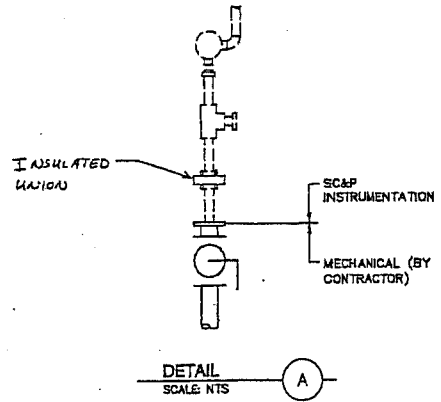 INSULATED
UNION
SC&P
INSTRUMENTATION
MECHANICAL (BY
CONTRACTOR)
DETAIL
SCALE: NTS
A